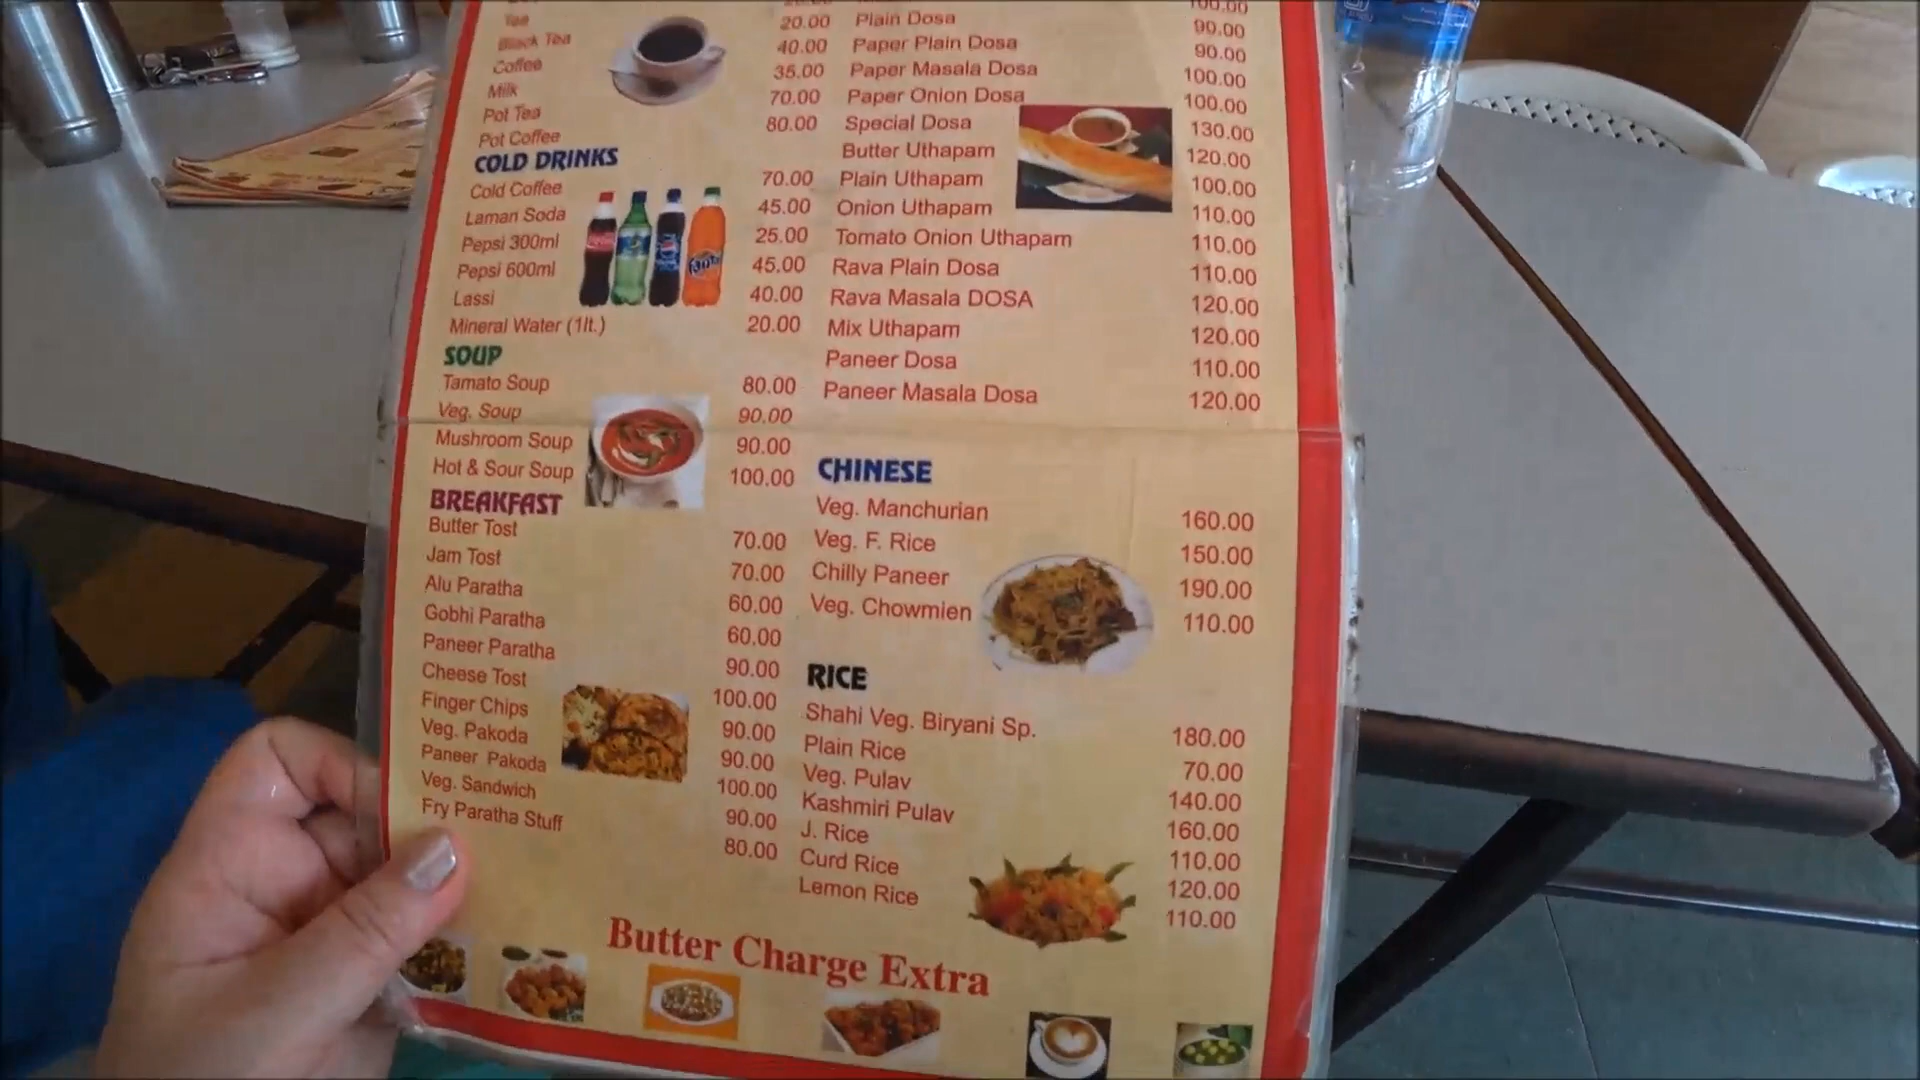 Tea
Black Tea 20.00
Coffee 40.00
Milk 35.00
Pot Tea 70.00
Pot Coffee 80.00
COLD DRINKS
Cold Coffee 70.00
Laman Soda 45.00
Pepsi 300ml 25.00
Pepsi 600ml 45.00
Lassi 40.00
Mineral Water (1lt.) 20.00
SOUP
Tamato Soup 80.00
Veg. Soup 90.00
Mushroom Soup 90.00
Hot & Sour Soup 100.00
BREAKFAST
Butter Tost 70.00
Jam Tost 70.00
Alu Paratha 60.00
Gobhi Paratha 60.00
Paneer Paratha 90.00
Cheese Tost 100.00
Finger Chips 90.00
Veg. Pakoda 90.00
Paneer Pakoda 100.00
Veg. Sandwich 90.00
Fry Paratha Stuff 80.00
100.00
Plain Dosa 90.00
Paper Plain Dosa 90.00
Paper Masala Dosa 100.00
Paper Onion Dosa 100.00
Special Dosa 130.00
Butter Uthapam 120.00
Plain Uthapam 100.00
Onion Uthapam 110.00
Tomato Onion Uthapam 110.00
Rava Plain Dosa 110.00
Rava Masala DOSA 120.00
Mix Uthapam 120.00
Paneer Dosa 110.00
Paneer Masala Dosa 120.00
CHINESE
Veg. Manchurian 160.00
Veg. F. Rice 150.00
Chilly Paneer 190.00
Veg. Chowmien 110.00
RICE
Shahi Veg. Biryani Sp. 180.00
Plain Rice 70.00
Veg. Pulav 140.00
Kashmiri Pulav 160.00
J. Rice 110.00
Curd Rice 120.00
Lemon Rice 110.00
Butter Charge Extra
Fanta